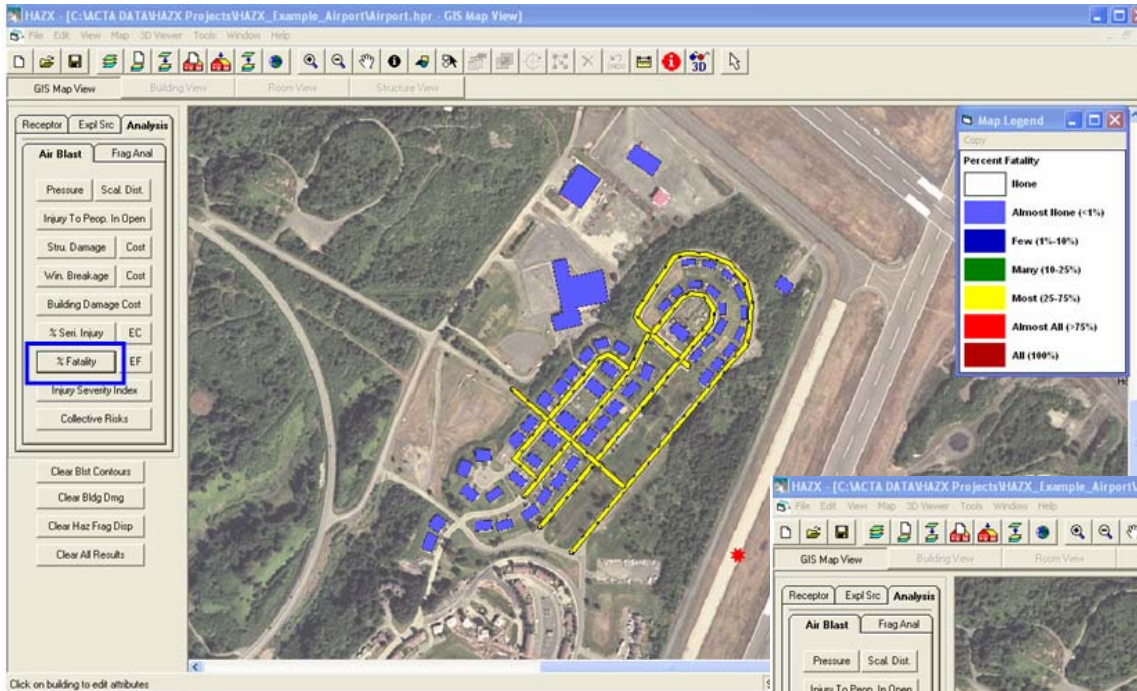 HAZX - [C:\ACTA DATA\HAZX Projects\HAZX_Example_Airport\Airport.hpr - GIS Map View]
File Edit View Map 3D Viewer Tools Window Help
UNDO 3D
GIS Map View Building View Room View Structure View
Receptor Expl Src Analysis
Air Blast Frag Anal
Pressure Scal. Dist.
Injury To Peop. In Open
Stru. Damage Cost
Win. Breakage Cost
Building Damage Cost
% Seri. Injury EC
% Fatality EF
Injury Severity Index
Collective Risks
Clear Blst Contours
Clear Bldg Dmg
Clear Haz Frag Disp
Clear All Results
Click on building to edit attributes
Map Legend
Copy
Percent Fatality
None
Almost None (<1%)
Few (1%-10%)
Many (10-25%)
Most (25-75%)
Almost All (>75%)
All (100%)
HAZX - [C:\ACTA DATA\HAZX Projects\HAZX_Example_Airport\
File Edit View Map 3D Viewer Tools Window Help
GIS Map View Building View Room View
Receptor Expl Src Analysis
Air Blast Frag Anal
Pressure Scal. Dist.
Injury To Peop. In Open